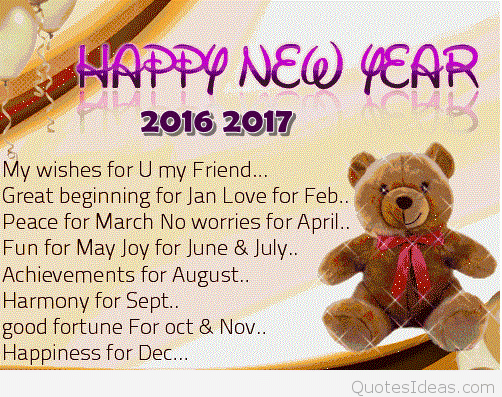 HAPPY NEW YEAR
2016 2017
My wishes for U my Friend...
Great beginning for Jan Love for Feb..
Peace for March No worries for April..
Fun for May Joy for June & July..
Achievements for August..
Harmony for Sept..
good fortune For oct & Nov..
Happiness for Dec...
QuotesIdeas.com